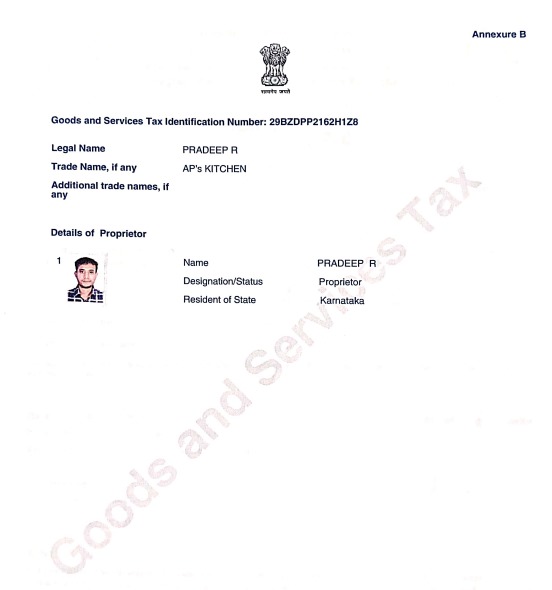 Annexure B
सत्यमेव जयते
Goods and Services Tax Identification Number: 29BZDPP2162H1Z8
Legal Name PRADEEP R
Trade Name, if any AP's KITCHEN
Additional trade names, if
any
Details of Proprietor
1
Name PRADEEP R
Designation/Status Proprietor
Resident of State Karnataka
Goods and Services Tax